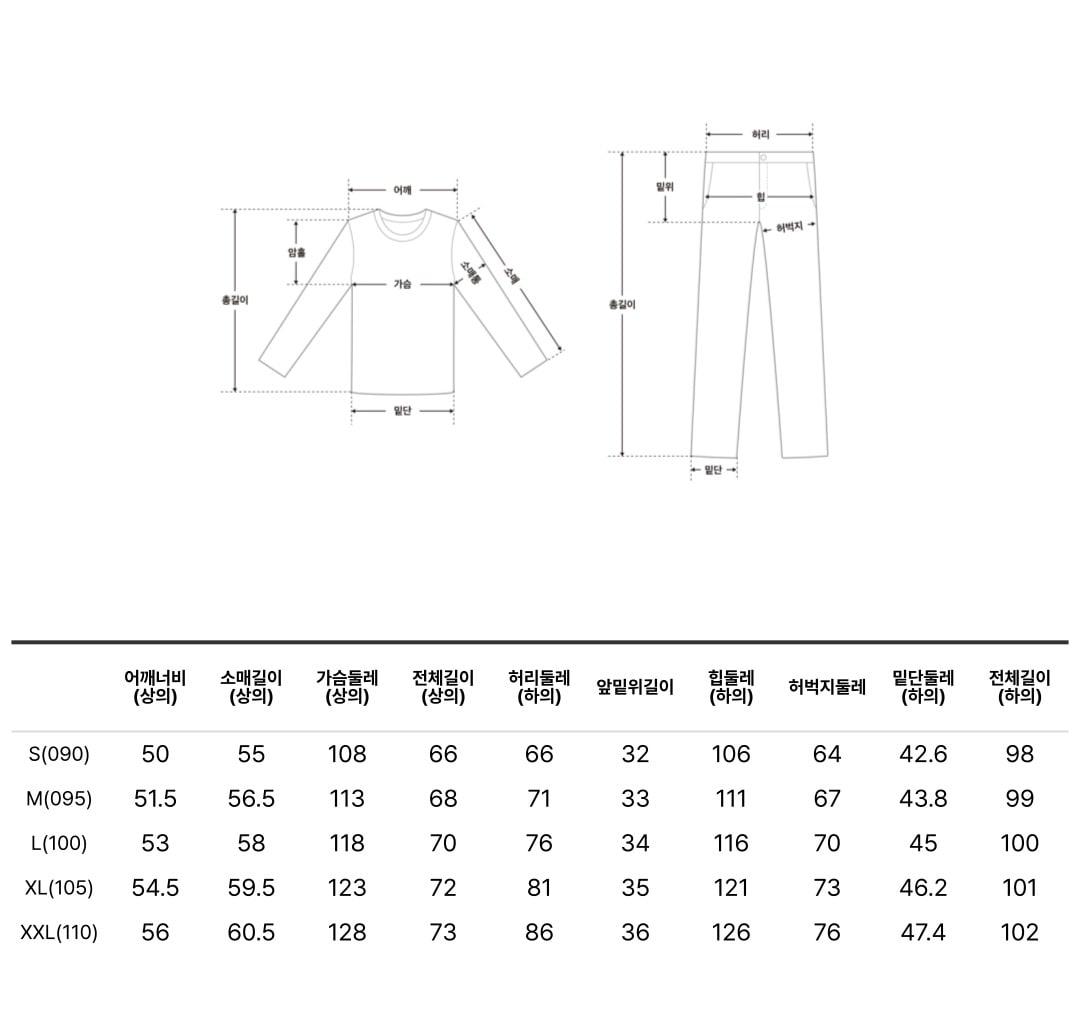 허리
밑위
힙
허벅지
총길이
밑단
어깨
암홀
소매통
소매
가슴
총길이
밑단
어깨너비 소매길이 가슴둘레 전체길이 허리둘레 앞밑위길이 힙둘레 허벅지둘레 밑단둘레 전체길이
(상의) (상의) (상의) (상의) (하의) (하의) (하의) (하의)
S(090) 50 55 108 66 66 32 106 64 42.6 98
M(095) 51.5 56.5 113 68 71 33 111 67 43.8 99
L(100) 53 58 118 70 76 34 116 70 45 100
XL(105) 54.5 59.5 123 72 81 35 121 73 46.2 101
XXL(110) 56 60.5 128 73 86 36 126 76 47.4 102